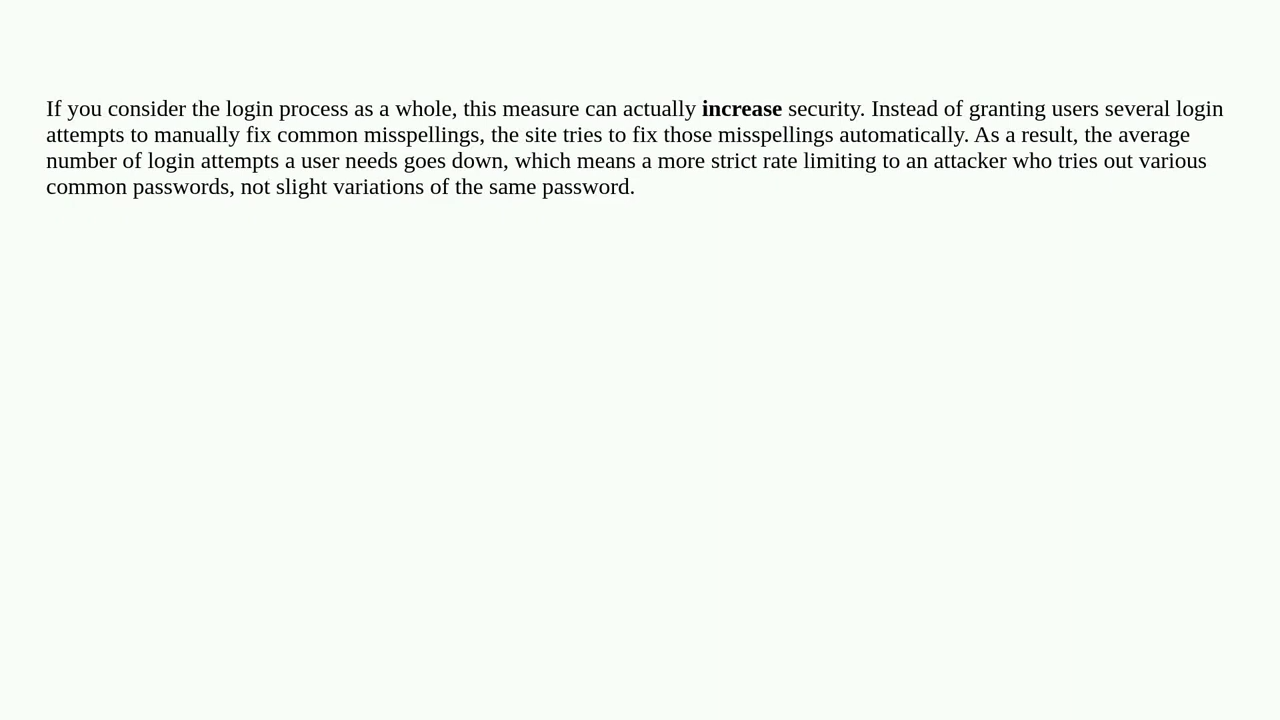 If you consider the login process as a whole, this measure can actually increase security. Instead of granting users several login
attempts to manually fix common misspellings, the site tries to fix those misspellings automatically. As a result, the average
number of login attempts a user needs goes down, which means a more strict rate limiting to an attacker who tries out various
common passwords, not slight variations of the same password.